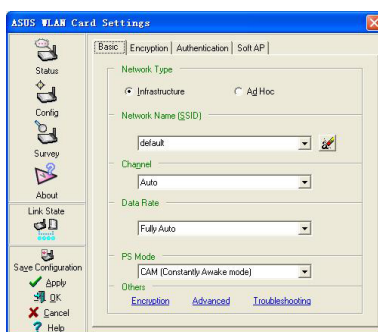 ASUS WLAN Card Settings
Status
Config
Survey
About
Link State
Save Configuration
Apply
OK
Cancel
Help
Basic Encryption Authentication Soft AP
Network Type
Infrastructure Ad Hoc
Network Name (SSID)
default
Channel
Auto
Data Rate
Fully Auto
PS Mode
CAM (Constantly Awake mode)
Others
Encryption Advanced Troubleshooting